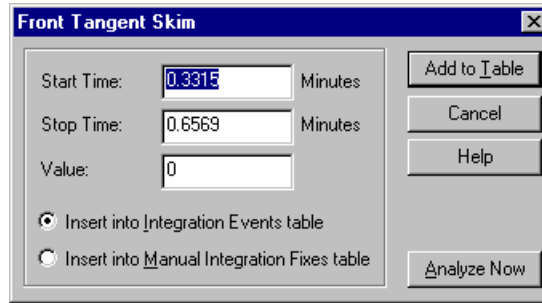 Front Tangent Skim
Start Time: 0.3315 Minutes
Stop Time: 0.6569 Minutes
Value: 0
Insert into Integration Events table
Insert into Manual Integration Fixes table
Add to Table
Cancel
Help
Analyze Now